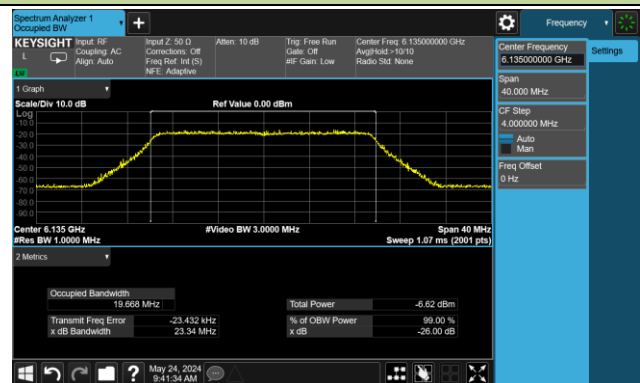 Spectrum Analyzer 1
Occupied BW
Frequency
KEYSIGHT
L
Input: RF
Coupling: AC
Align: Auto
Input Z: 50 Ω
Corrections: Off
Freq Ref: Int (S)
NFE: Adaptive
Atten: 10 dB
Trig: Free Run
Gate: Off
#IF Gain: Low
Center Freq: 6.135000000 GHz
Avg|Hold:>10/10
Radio Std: None
Center Frequency
6.135000000 GHz
Settings
Span
40.000 MHz
CF Step
4.000000 MHz
Auto
Man
Freq Offset
0 Hz
1 Graph
Scale/Div 10.0 dB
Ref Value 0.00 dBm
Log
-10.0
-20.0
-30.0
-40.0
-50.0
-60.0
-70.0
-80.0
-90.0
Center 6.135 GHz
#Video BW 3.0000 MHz
Span 40 MHz
#Res BW 1.0000 MHz
Sweep 1.07 ms (2001 pts)
2 Metrics
Occupied Bandwidth
19.668 MHz
Total Power
-6.62 dBm
Transmit Freq Error
-23.432 kHz
% of OBW Power
99.00 %
x dB Bandwidth
23.34 MHz
x dB
-26.00 dB
?
May 24, 2024
9:41:34 AM